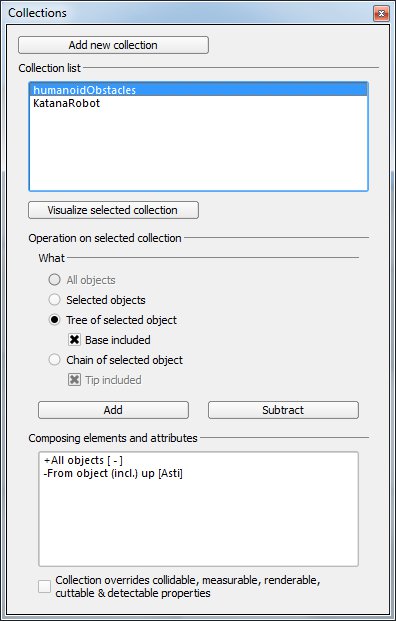 Collections
Add new collection
Collection list
humanoidObstacles
KatanaRobot
Visualize selected collection
Operation on selected collection
What
All objects
Selected objects
Tree of selected object
Base included
Chain of selected object
Tip included
Add Subtract
Composing elements and attributes
+All objects [ - ]
-From object (incl.) up [Asti]
Collection overrides collidable, measurable, renderable,
cuttable & detectable properties